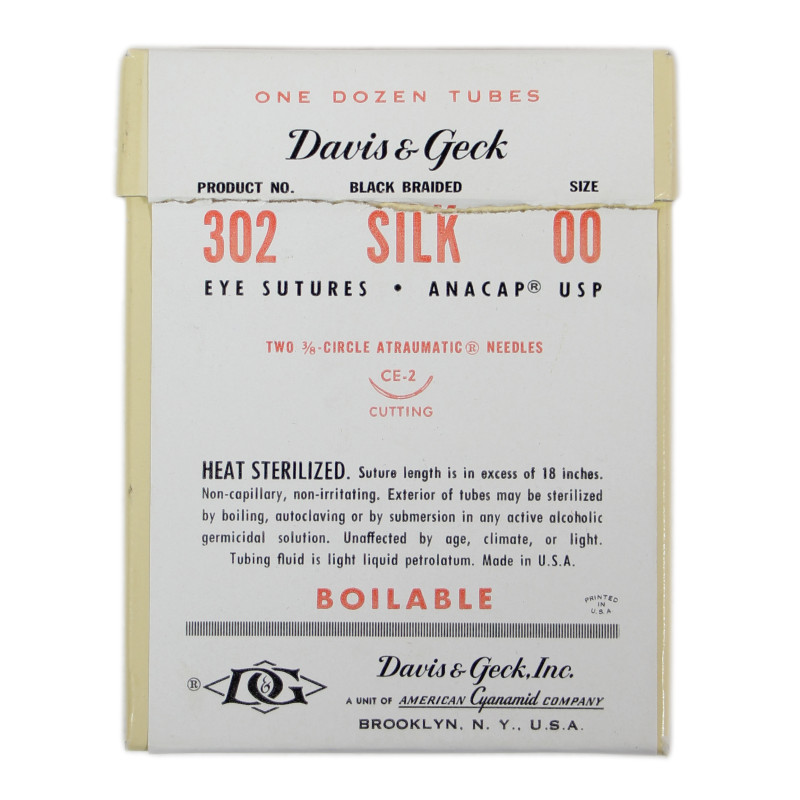 ONE DOZEN TUBES
Davis & Geck
PRODUCT NO. BLACK BRAIDED SIZE
302 SILK 00
EYE SUTURES • ANACAP® USP
TWO 3/8-CIRCLE ATRAUMATIC® NEEDLES
CE-2
CUTTING
HEAT STERILIZED. Suture length is in excess of 18 inches.
Non-capillary, non-irritating. Exterior of tubes may be sterilized
by boiling, autoclaving or by submersion in any active alcoholic
germicidal solution. Unaffected by age, climate, or light.
Tubing fluid is light liquid petrolatum. Made in U.S.A.
BOILABLE
PRINTED
IN
U.S.A
® D&G
Davis & Geck, Inc.
A UNIT OF AMERICAN Cyanamid COMPANY
BROOKLYN, N. Y., U.S.A.